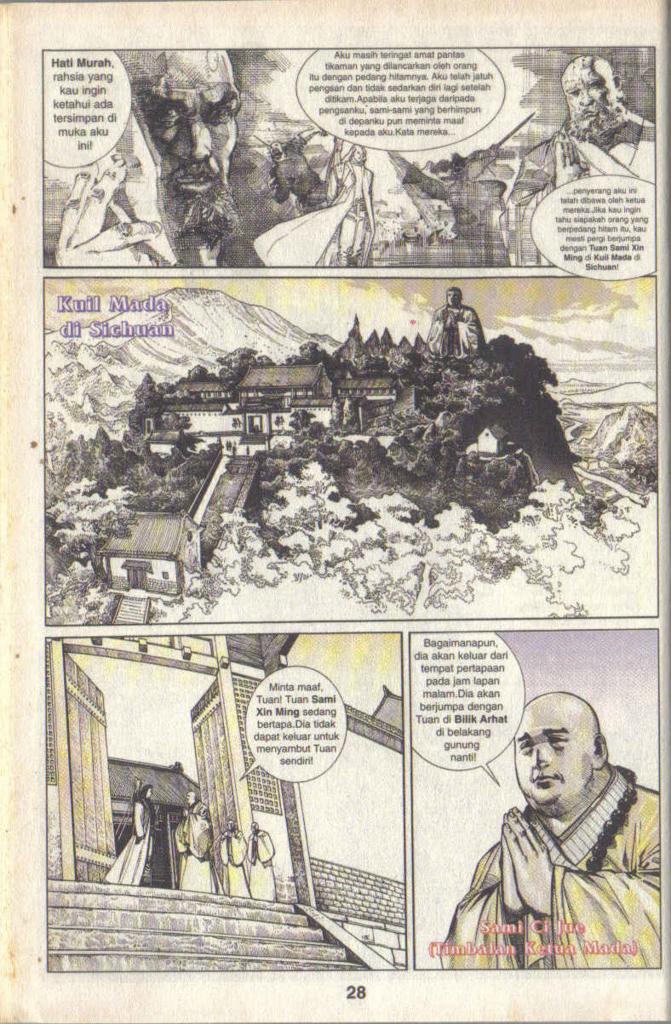 Hati Murah,
rahsia yang
kau ingin
ketahui ada
tersimpan di
muka aku
ini!
Aku masih teringat amat pantas
tikaman yang dilancarkan oleh orang
itu dengan pedang hitamnya. Aku telah jatuh
pengsan dan tidak sedarkan diri lagi setelah
ditikam.Apabila aku terjaga daripada
pengsanku, sami-sami yang berhimpun
di depanku pun meminta maaf
kepada aku.Kata mereka...
...penyerang aku ini
telah dibawa oleh ketua
mereka.Jika kau ingin
tahu siapakah orang yang
berpedang hitam itu, kau
mesti pergi berjumpa
dengan Tuan Sami Xin
Ming di Kuil Mada di
Sichuan!
Kuil Mada
di Sichuan
Minta maaf,
Tuan! Tuan Sami
Xin Ming sedang
bertapa.Dia tidak
dapat keluar untuk
menyambut Tuan
sendiri!
Bagaimanapun,
dia akan keluar dari
tempat pertapaan
pada jam lapan
malam.Dia akan
berjumpa dengan
Tuan di Bilik Arhat
di belakang
gunung
nanti!
Sami Ci Jue
(Timbalan Ketua Mada)
28